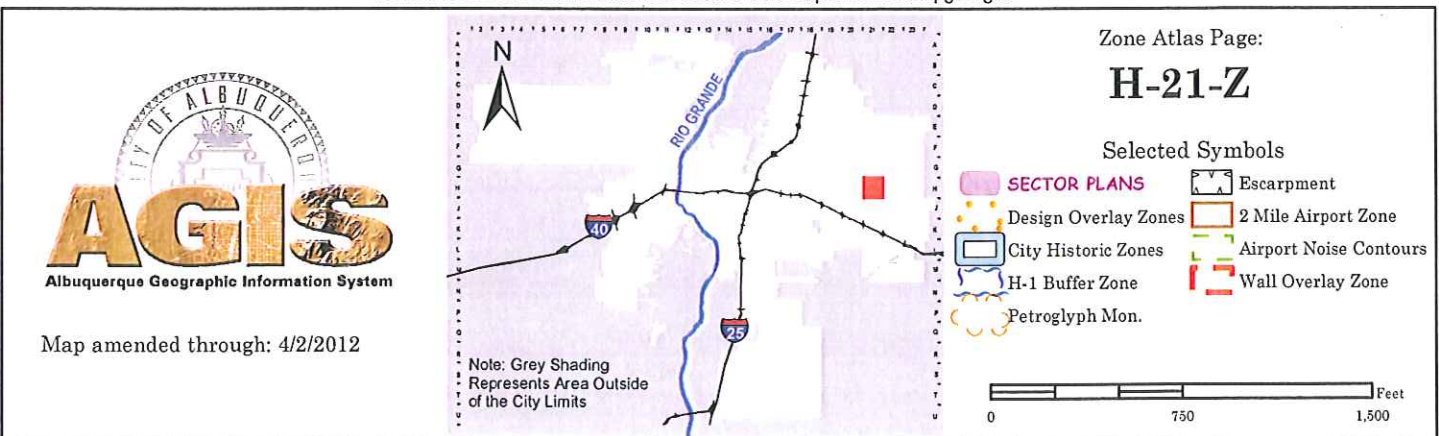 CITY OF ALBUQUERQUE
AGIS
Albuquerque Geographic Information System
Map amended through: 4/2/2012
N
RIO GRANDE
40
25
Note: Grey Shading
Represents Area Outside
of the City Limits
Zone Atlas Page:
H-21-Z
Selected Symbols
SECTOR PLANS
Escarpment
Design Overlay Zones
2 Mile Airport Zone
City Historic Zones
Airport Noise Contours
H-1 Buffer Zone
Wall Overlay Zone
Petroglyph Mon.
Feet
0 750 1,500